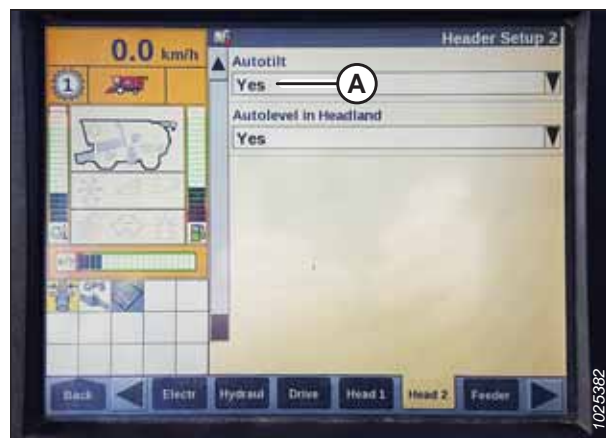 Header Setup 2
0.0 km/h
1
Autotilt
Yes
A
Autolevel in Headland
Yes
Back
Electr
Hydraul
Drive
Head 1
Head 2
Feeder
1025382